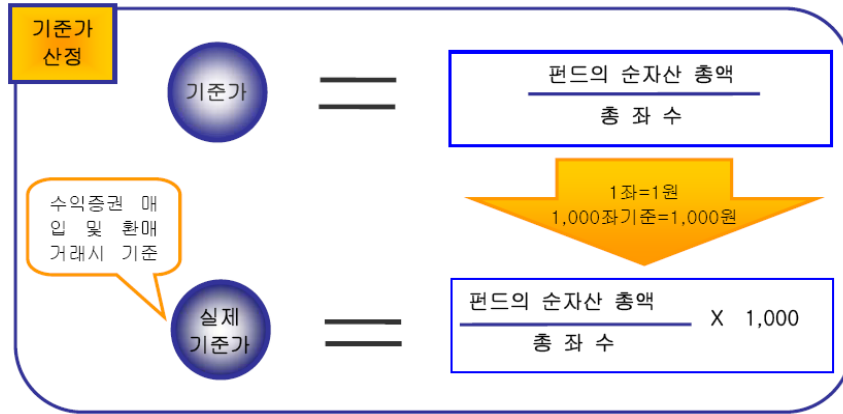 기준가
산정
기준가
펀드의 순자산 총액
총 좌 수
1좌=1원
1,000좌기준=1,000원
수익증권 매
입 및 환매
거래시 기준
실제
기준가
펀드의 순자산 총액
총 좌 수
X 1,000